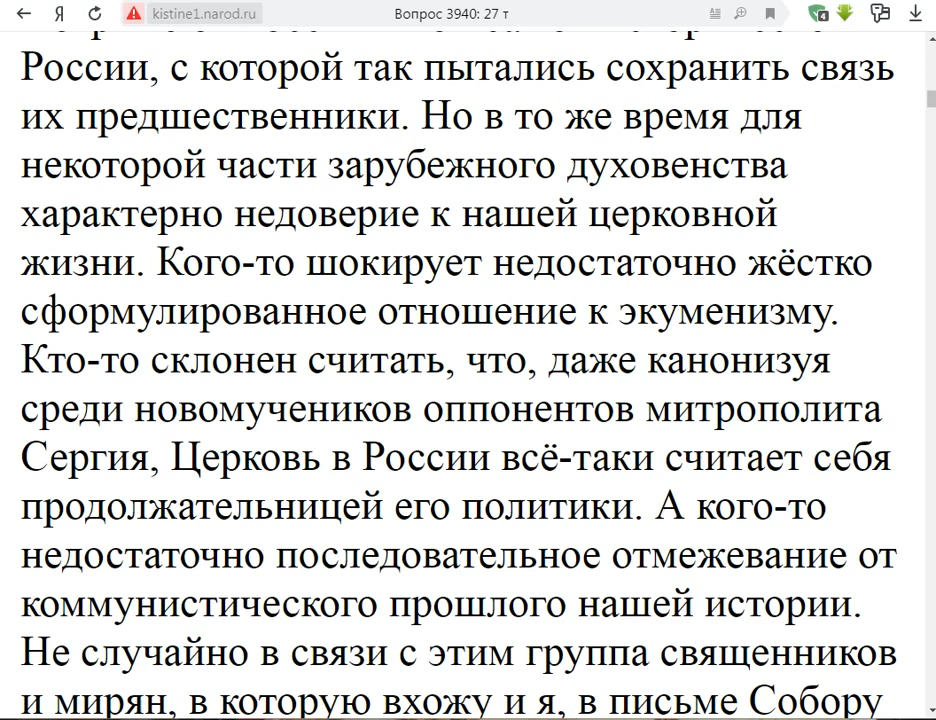 kistine1.narod.ru
Вопрос 3940: 27 т
4
России, с которой так пытались сохранить связь
их предшественники. Но в то же время для
некоторой части зарубежного духовенства
характерно недоверие к нашей церковной
жизни. Кого-то шокирует недостаточно жёстко
сформулированное отношение к экуменизму.
Кто-то склонен считать, что, даже канонизуя
среди новомучеников оппонентов митрополита
Сергия, Церковь в России всё-таки считает себя
продолжательницей его политики. А кого-то
недостаточно последовательное отмежевание от
коммунистического прошлого нашей истории.
Не случайно в связи с этим группа священников
и мирян, в которую вхожу и я, в письме Собору